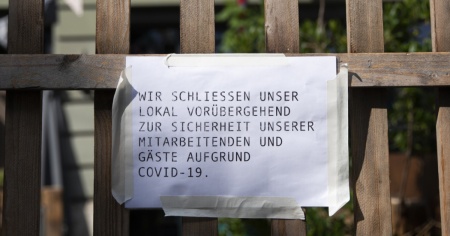 WIR SCHLIESSEN UNSER
LOKAL VORÜBERGEHEND
ZUR SICHERHEIT UNSERER
MITARBEITENDEN UND
GÄSTE AUFGRUND
COVID-19.